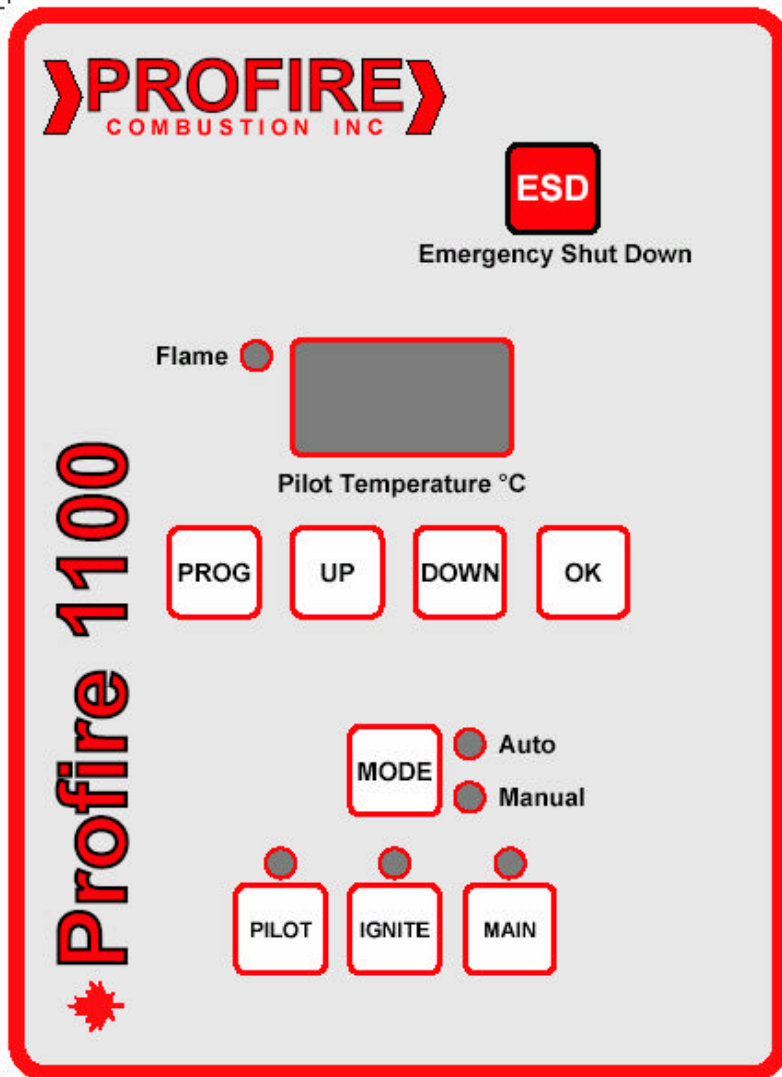 PROFIRE
COMBUSTION INC
ESD
Emergency Shut Down
Flame
Pilot Temperature °C
PROG UP DOWN OK
Profire 1100
MODE
Auto
Manual
PILOT IGNITE MAIN